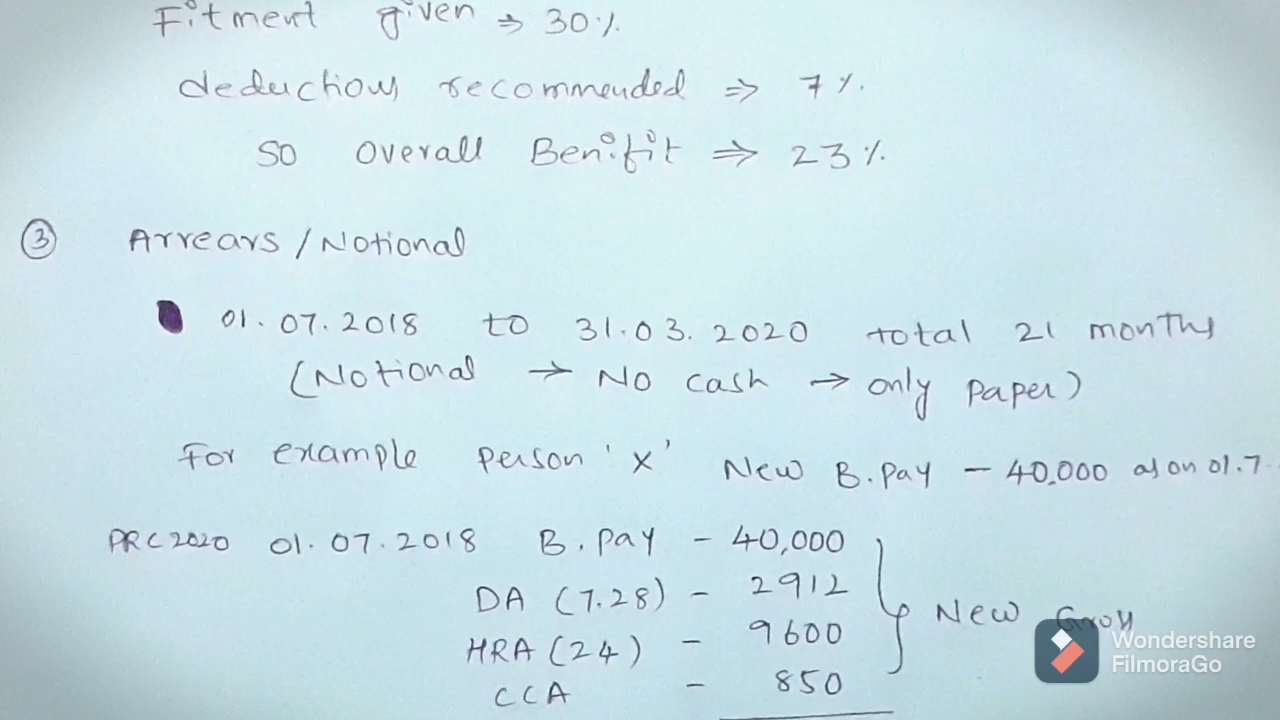 Fitment given ⇒ 30%.
deductions recommended ⇒ 7%.
So overall Benifit ⇒ 23%
③ Arrears/Notional
01.07.2018 to 31.03.2020 total 21 months
(Notional → No cash → only paper)
For example person 'x' New B.pay - 40,000 as on 01.7
PRC2020 01.07.2018 B.pay - 40,000
DA (7.28) - 2912
HRA (24) - 9600
CCA - 850
New Gross
Wondershare
FilmoraGo